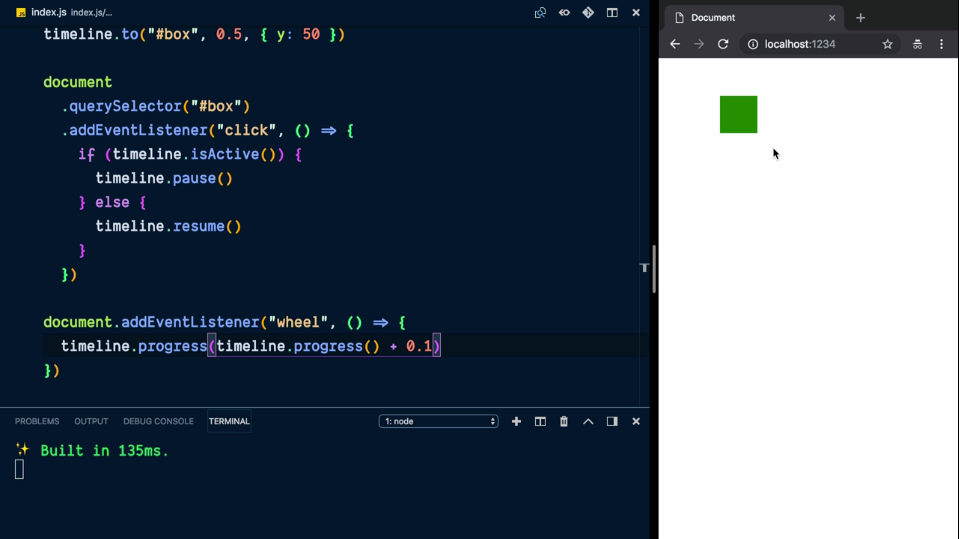 index.js index.js/...
timeline.to("#box", 0.5, { y: 50 })
document
.querySelector("#box")
.addEventListener("click", () => {
if (timeline.isActive()) {
timeline.pause()
} else {
timeline.resume()
}
})
document.addEventListener("wheel", () => {
timeline.progress(timeline.progress() + 0.1)
})
PROBLEMS OUTPUT DEBUG CONSOLE TERMINAL 1: node
✨ Built in 135ms.
Document
localhost:1234